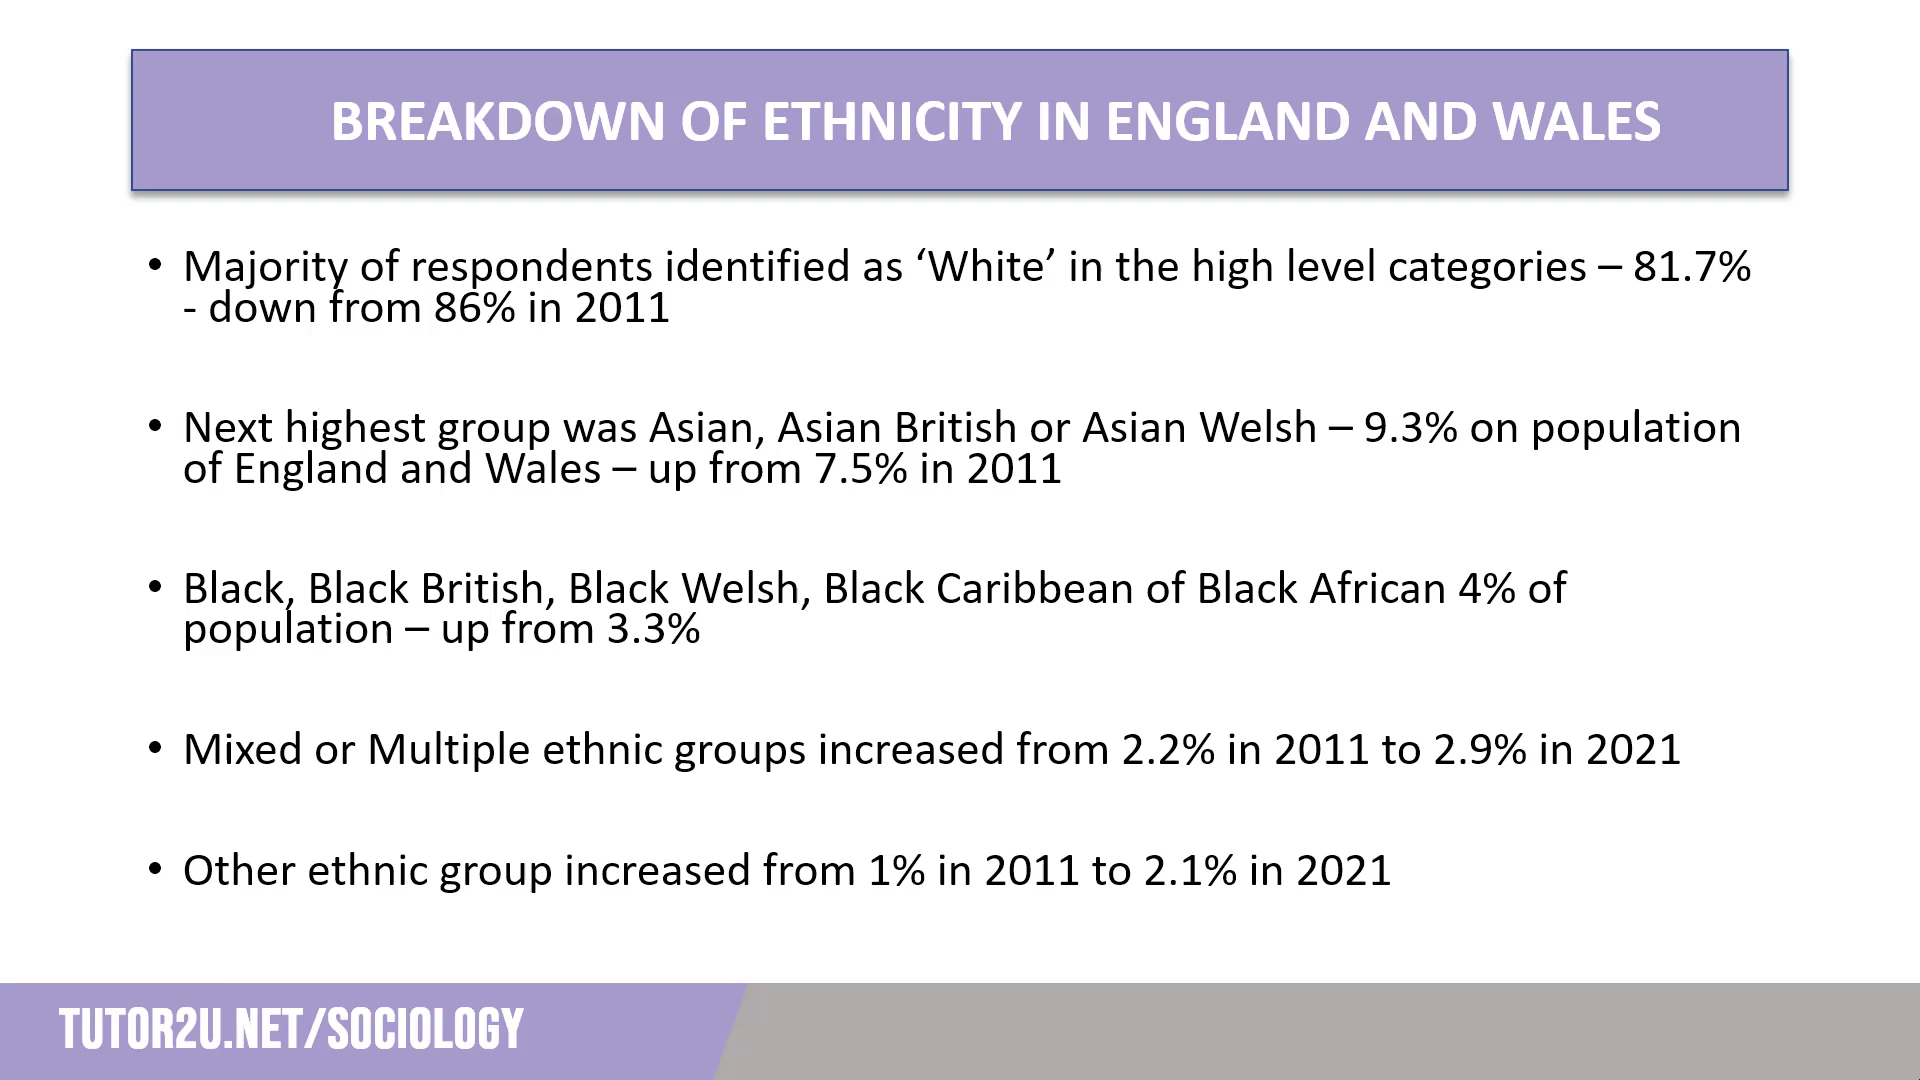 BREAKDOWN OF ETHNICITY IN ENGLAND AND WALES
• Majority of respondents identified as ‘White’ in the high level categories – 81.7%
- down from 86% in 2011
• Next highest group was Asian, Asian British or Asian Welsh – 9.3% on population
of England and Wales – up from 7.5% in 2011
• Black, Black British, Black Welsh, Black Caribbean of Black African 4% of
population – up from 3.3%
• Mixed or Multiple ethnic groups increased from 2.2% in 2011 to 2.9% in 2021
• Other ethnic group increased from 1% in 2011 to 2.1% in 2021
TUTOR2U.NET/SOCIOLOGY